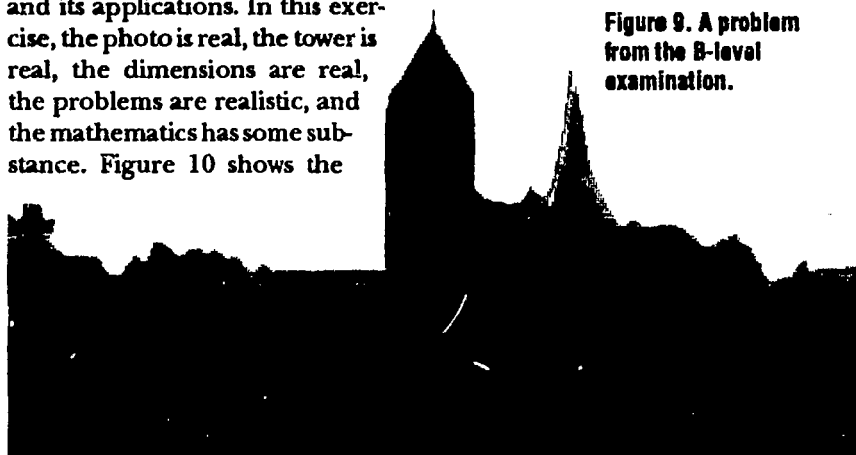 and its applications. In this exer-
cise, the photo is real, the tower is
real, the dimensions are real,
the problems are realistic, and
the mathematics has some sub-
stance. Figure 10 shows the
Figure 9. A problem
from the B-level
examination.